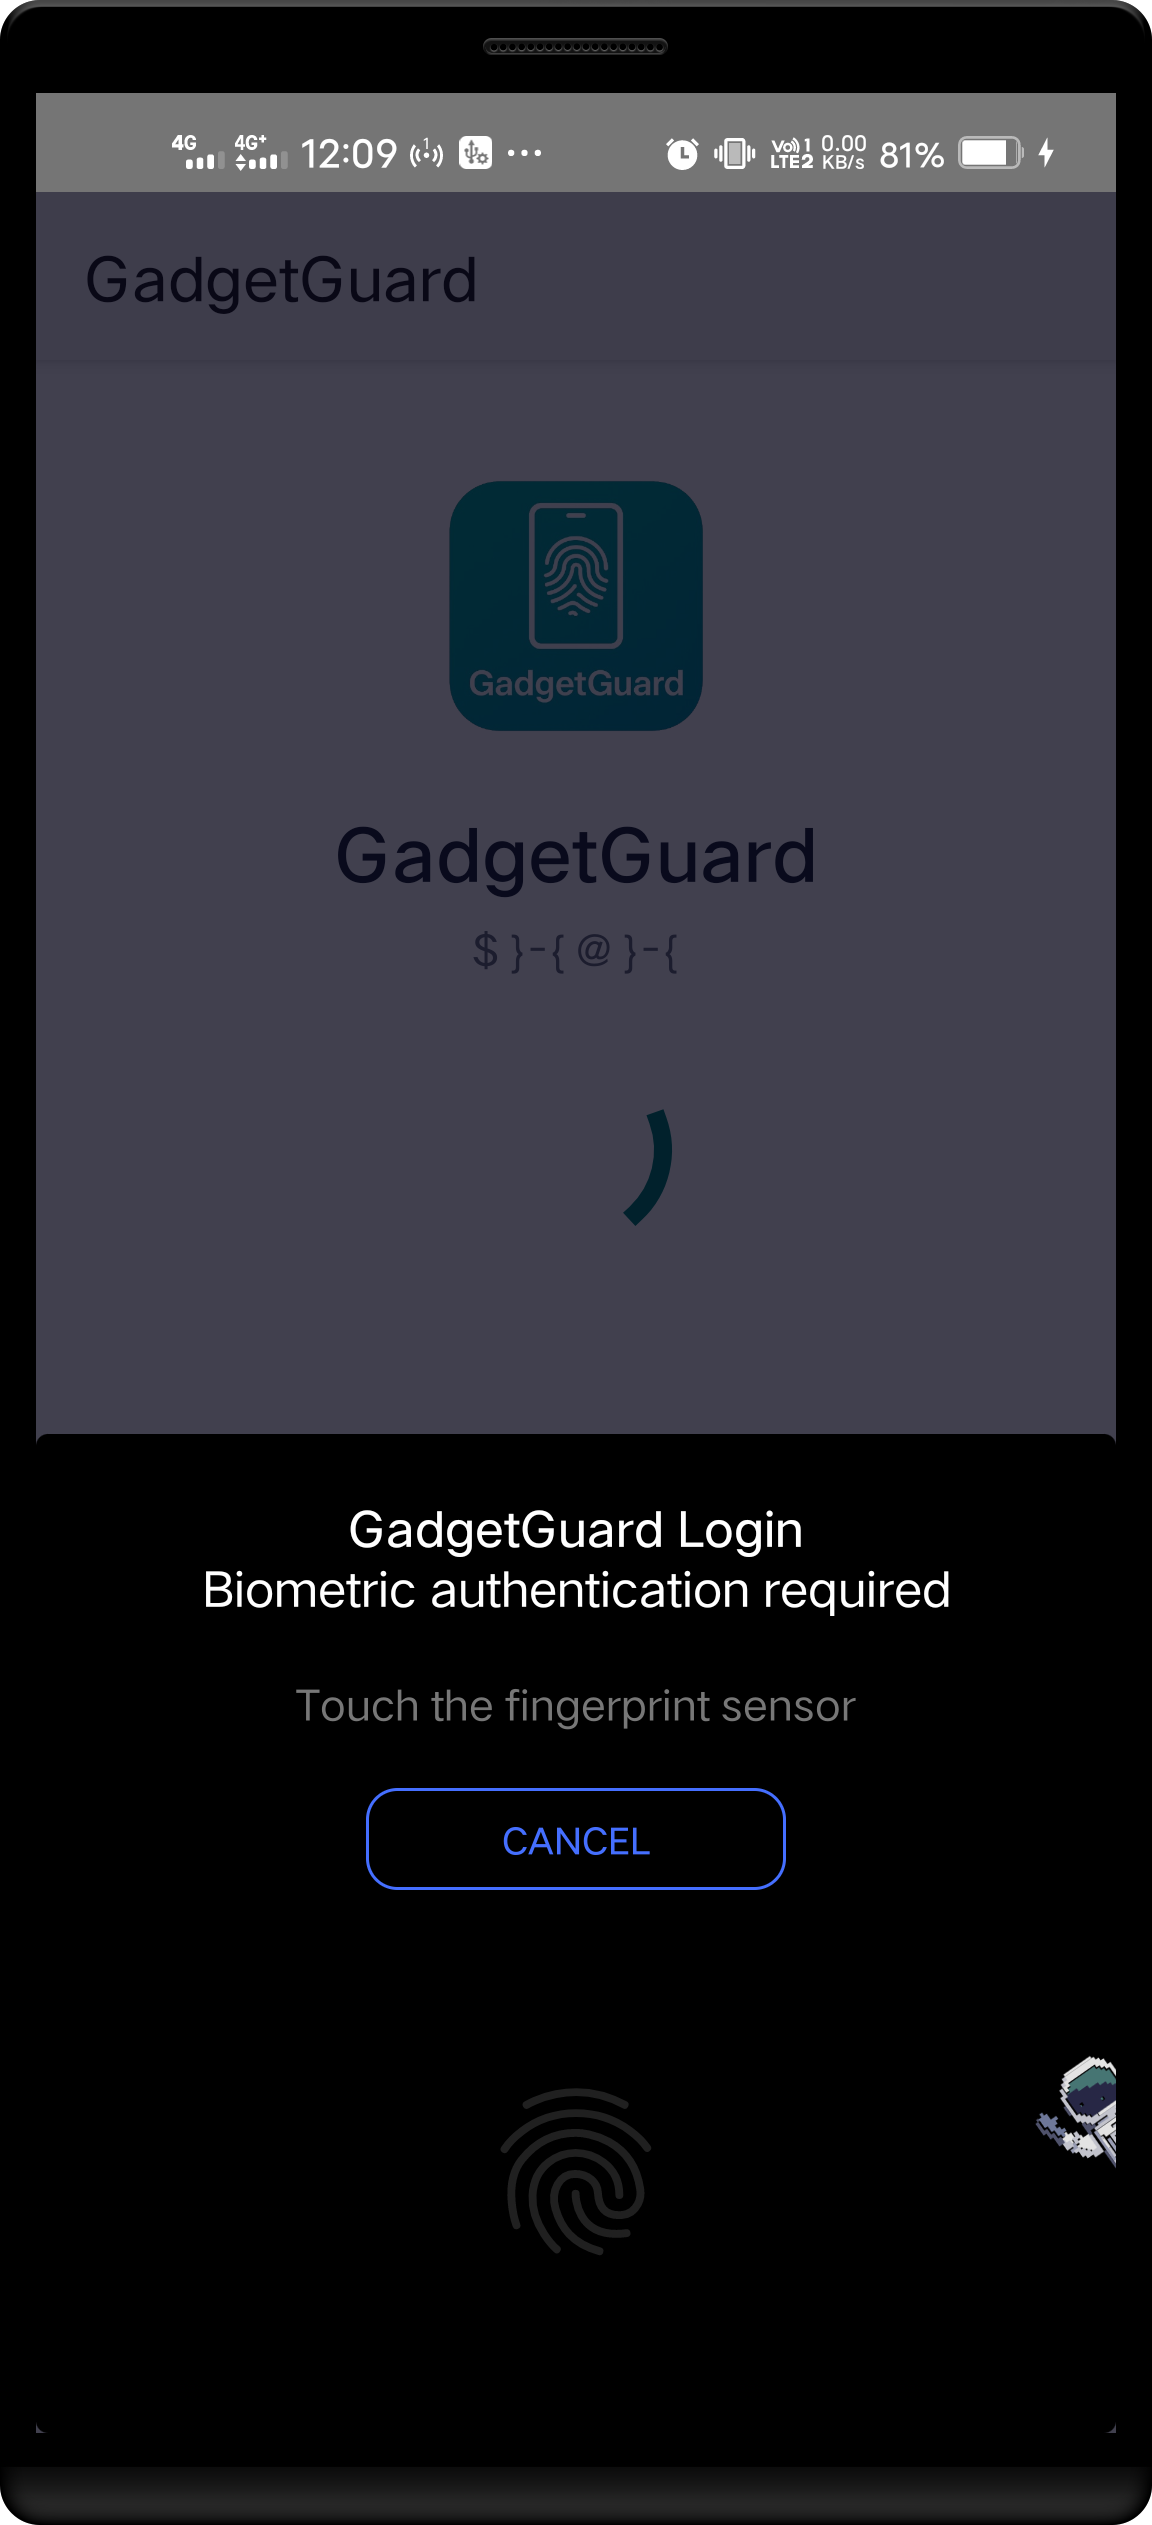 4G 4G+ 12:09 1 ... Vo 1 LTE2 0.00 KB/s 81%
GadgetGuard
GadgetGuard
GadgetGuard
$ }-{ @ }-{
GadgetGuard Login
Biometric authentication required
Touch the fingerprint sensor
CANCEL